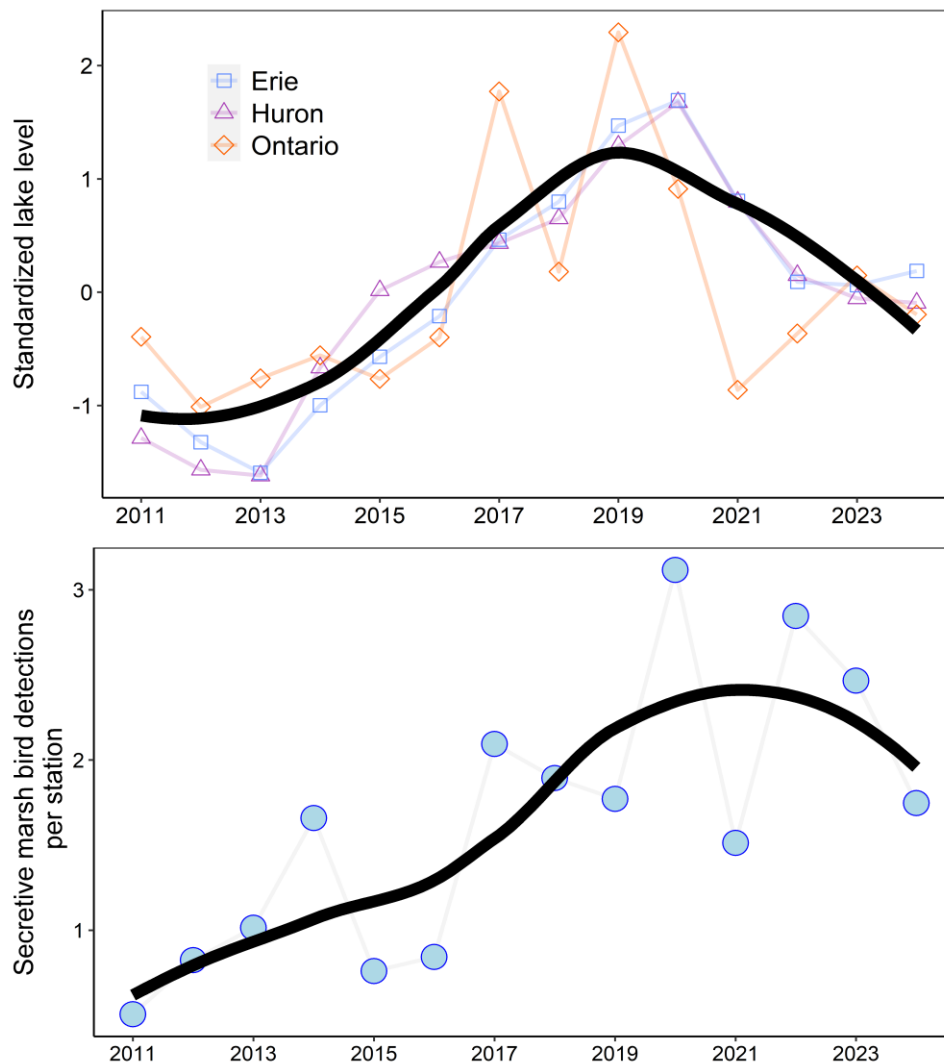 Standardized lake level
2
1
0
-1
Erie
Huron
Ontario
2011 2013 2015 2017 2019 2021 2023
Secretive marsh bird detections
per station
3
2
1
2011 2013 2015 2017 2019 2021 2023